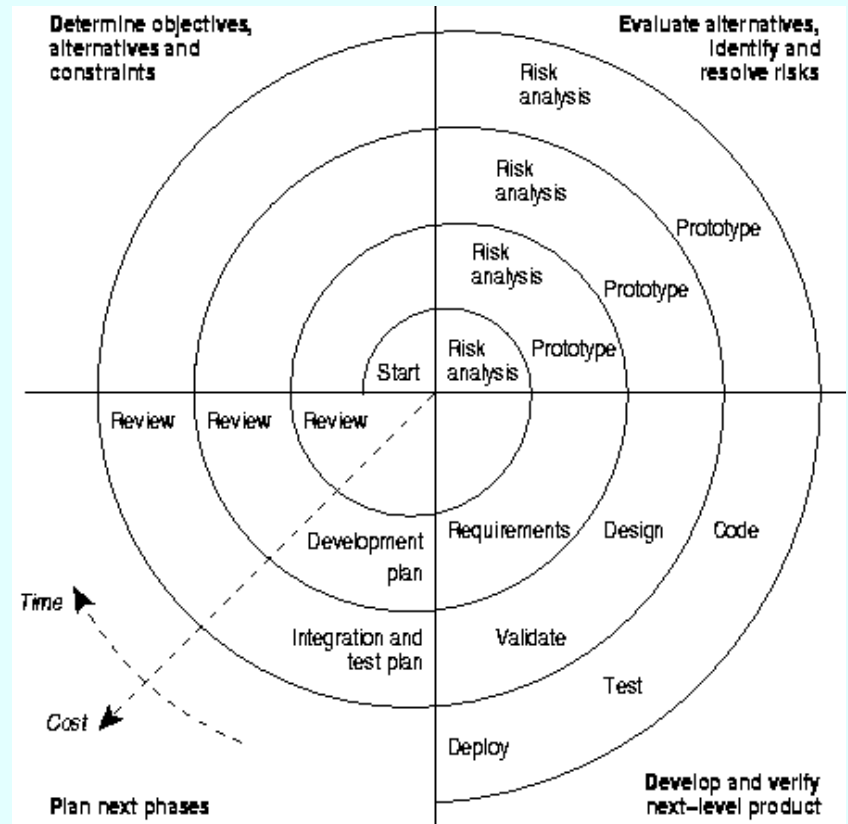 Determine objectives,
alternatives and
constraints
Evaluate alternatives,
identify and
resolve risks
Risk
analysis
Risk
analysis
Prototype
Risk
analysis
Prototype
Start
Risk
analysis
Prototype
Review
Review
Review
Development
plan
Requirements
Design
Code
Time
Integration and
test plan
Validate
Test
Cost
Deploy
Plan next phases
Develop and verify
next–level product